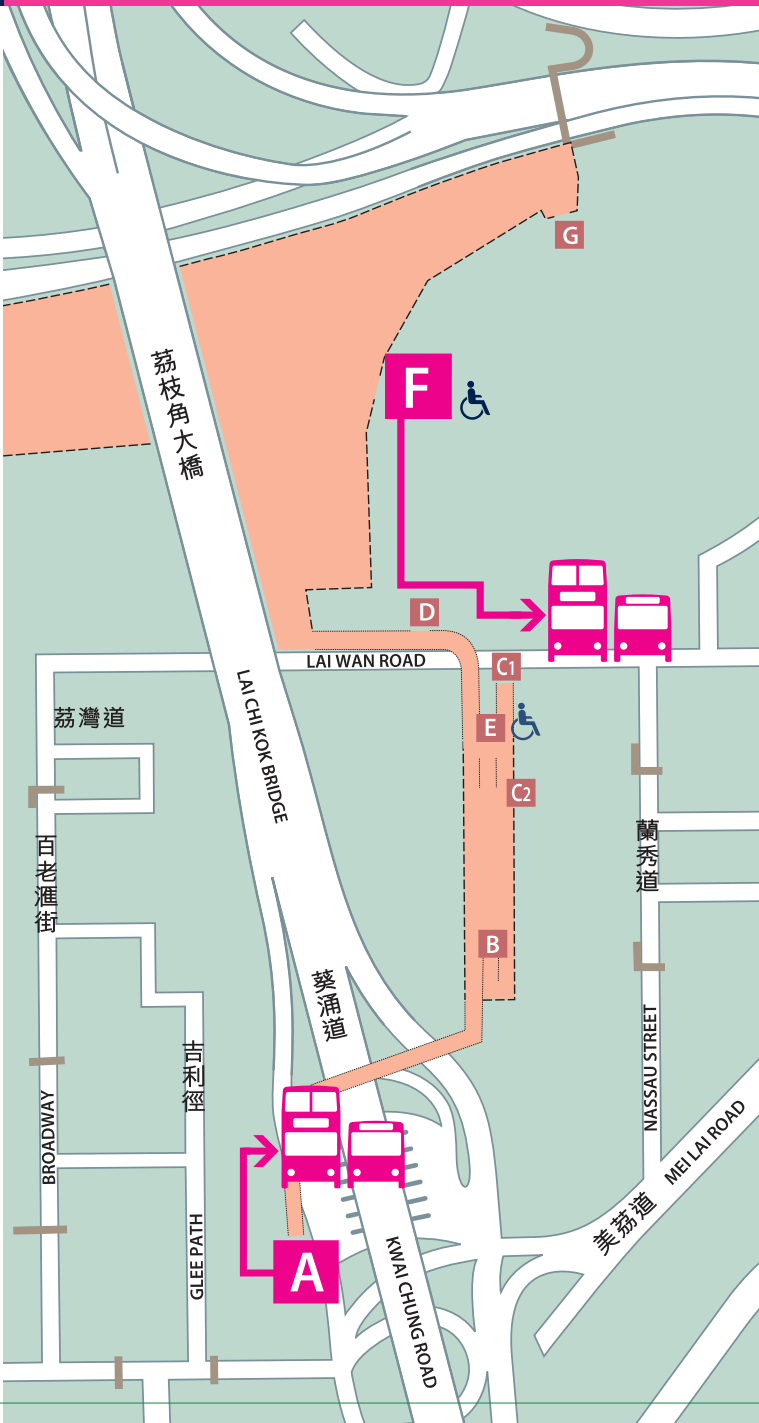 G
荔枝角大橋
F
D
LAI WAN ROAD
C1
荔灣道
LAI CHI KOK BRIDGE
E
C2
百老滙街
蘭秀道
B
葵涌道
吉利徑
NASSAU STREET
BROADWAY
MEI LAI ROAD
美荔道
GLEE PATH
A
KWAI CHUNG ROAD